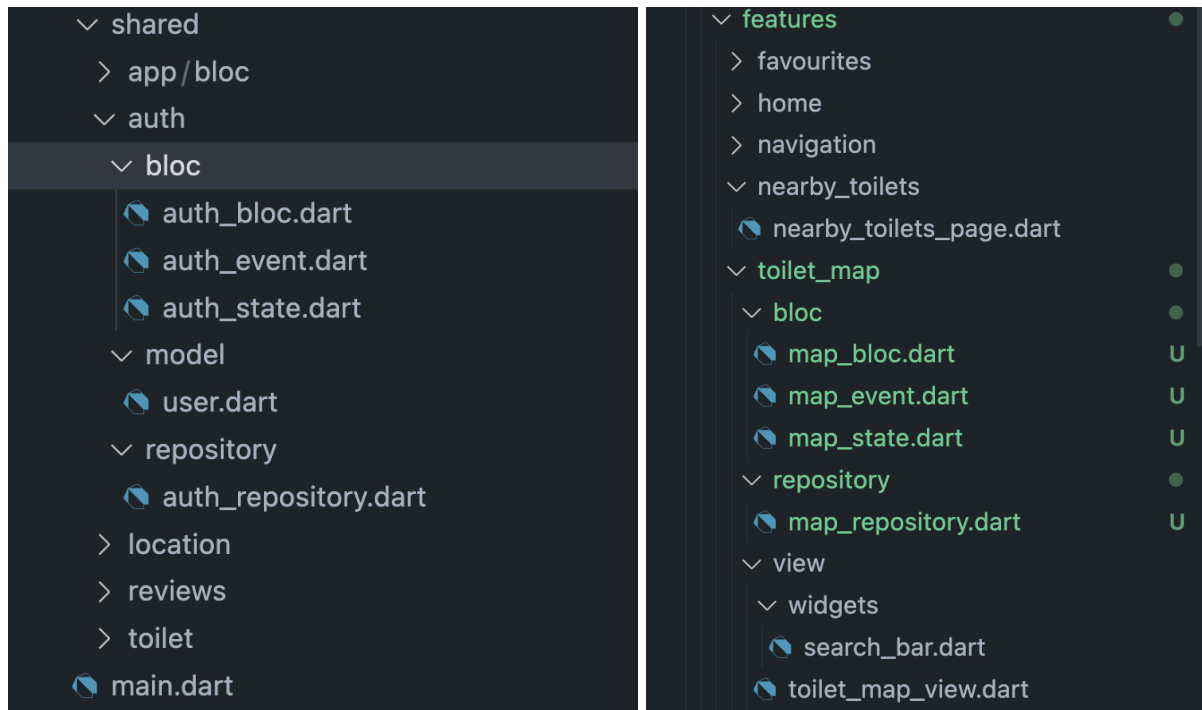 shared
app/bloc
auth
bloc
auth_bloc.dart
auth_event.dart
auth_state.dart
model
user.dart
repository
auth_repository.dart
location
reviews
toilet
main.dart
features
favourites
home
navigation
nearby_toilets
nearby_toilets_page.dart
toilet_map
bloc
map_bloc.dart U
map_event.dart U
map_state.dart U
repository
map_repository.dart U
view
widgets
search_bar.dart
toilet_map_view.dart